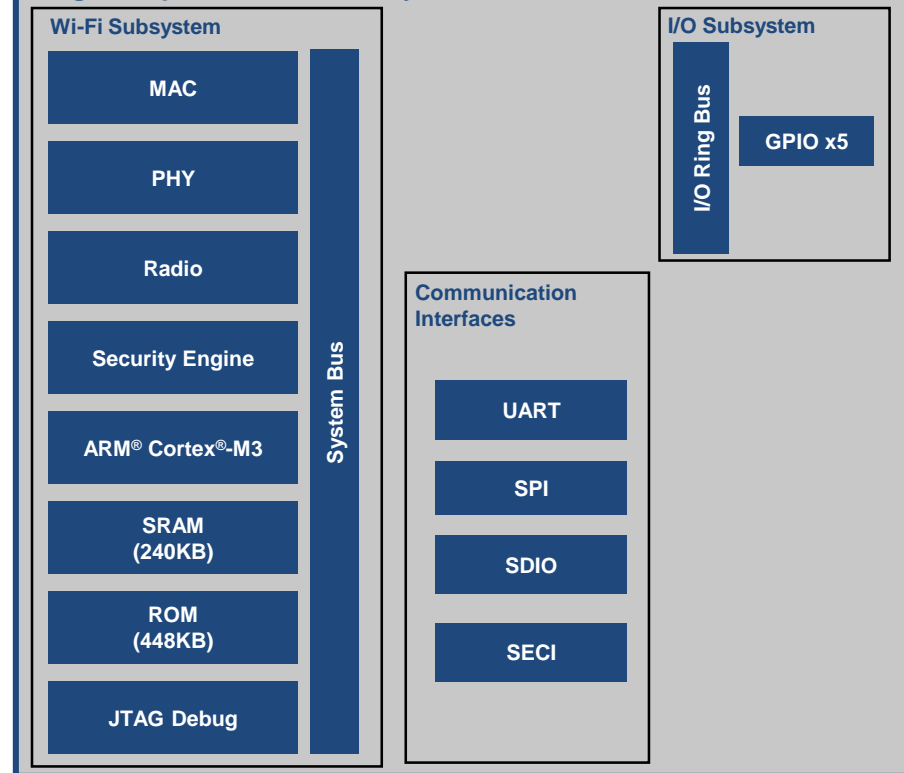 Wi-Fi Subsystem
MAC
PHY
Radio
Security Engine
ARM® Cortex®-M3
SRAM
(240KB)
ROM
(448KB)
JTAG Debug
System Bus
Communication
Interfaces
UART
SPI
SDIO
SECI
I/O Subsystem
I/O Ring Bus
GPIO x5